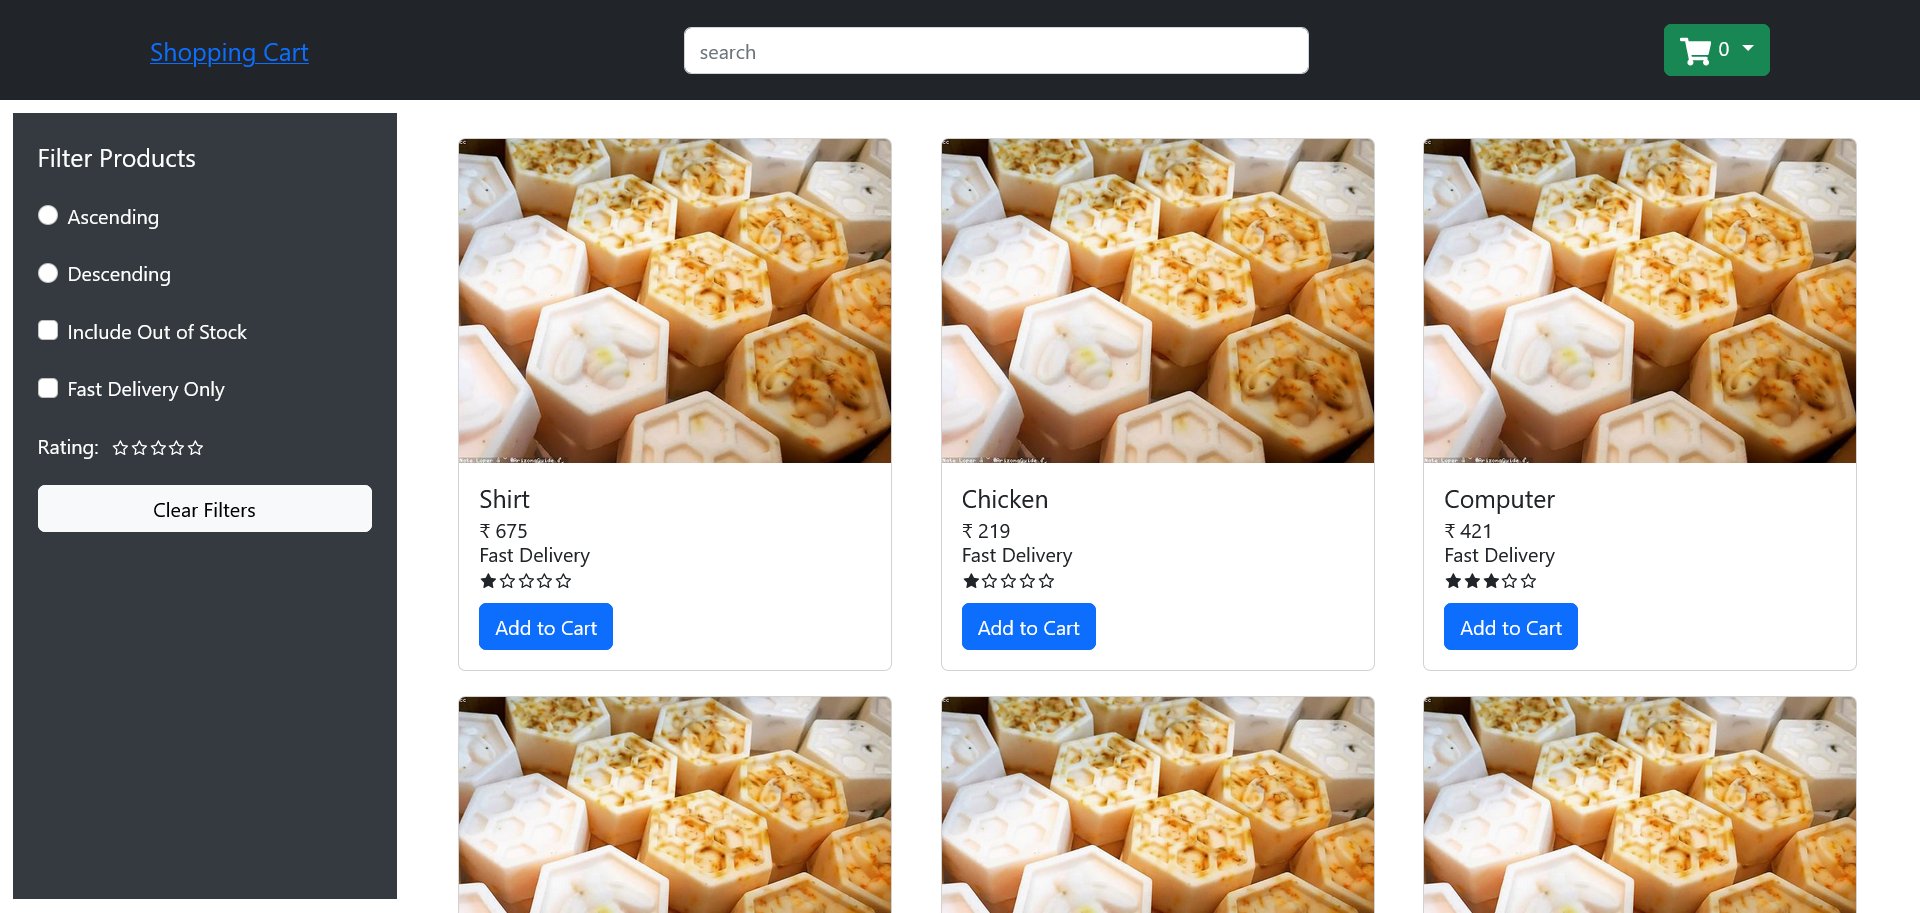 Shopping Cart
search
0
Filter Products
Ascending
Descending
Include Out of Stock
Fast Delivery Only
Rating:
Clear Filters
Shirt
₹ 675
Fast Delivery
Add to Cart
Chicken
₹ 219
Fast Delivery
Add to Cart
Computer
₹ 421
Fast Delivery
Add to Cart